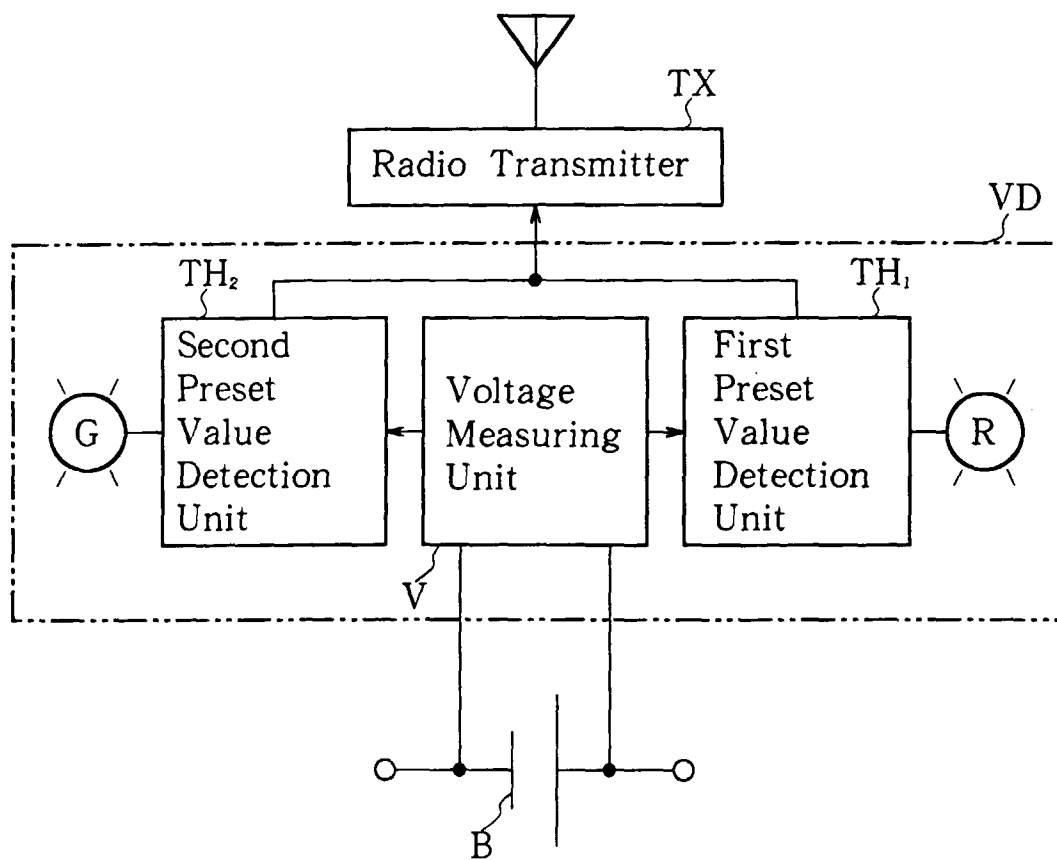 TX
Radio Transmitter
VD
TH₂
TH₁
Second
Preset
Value
Detection
Unit
Voltage
Measuring
Unit
First
Preset
Value
Detection
Unit
G
R
V
B